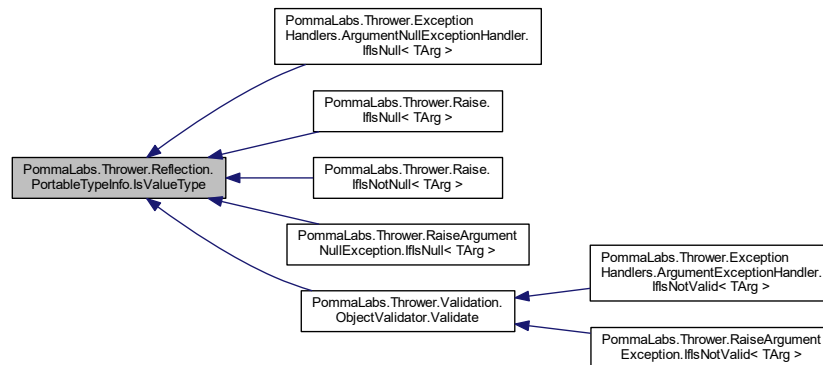 PommaLabs.Thrower.Exception
Handlers.ArgumentNullExceptionHandler.
IfIsNull< TArg >
PommaLabs.Thrower.Raise.
IfIsNull< TArg >
PommaLabs.Thrower.Reflection.
PortableTypeInfo.IsValueType
PommaLabs.Thrower.Raise.
IfIsNotNull< TArg >
PommaLabs.Thrower.RaiseArgument
NullException.IfIsNull< TArg >
PommaLabs.Thrower.Validation.
ObjectValidator.Validate
PommaLabs.Thrower.Exception
Handlers.ArgumentExceptionHandler.
IfIsNotValid< TArg >
PommaLabs.Thrower.RaiseArgument
Exception.IfIsNotValid< TArg >